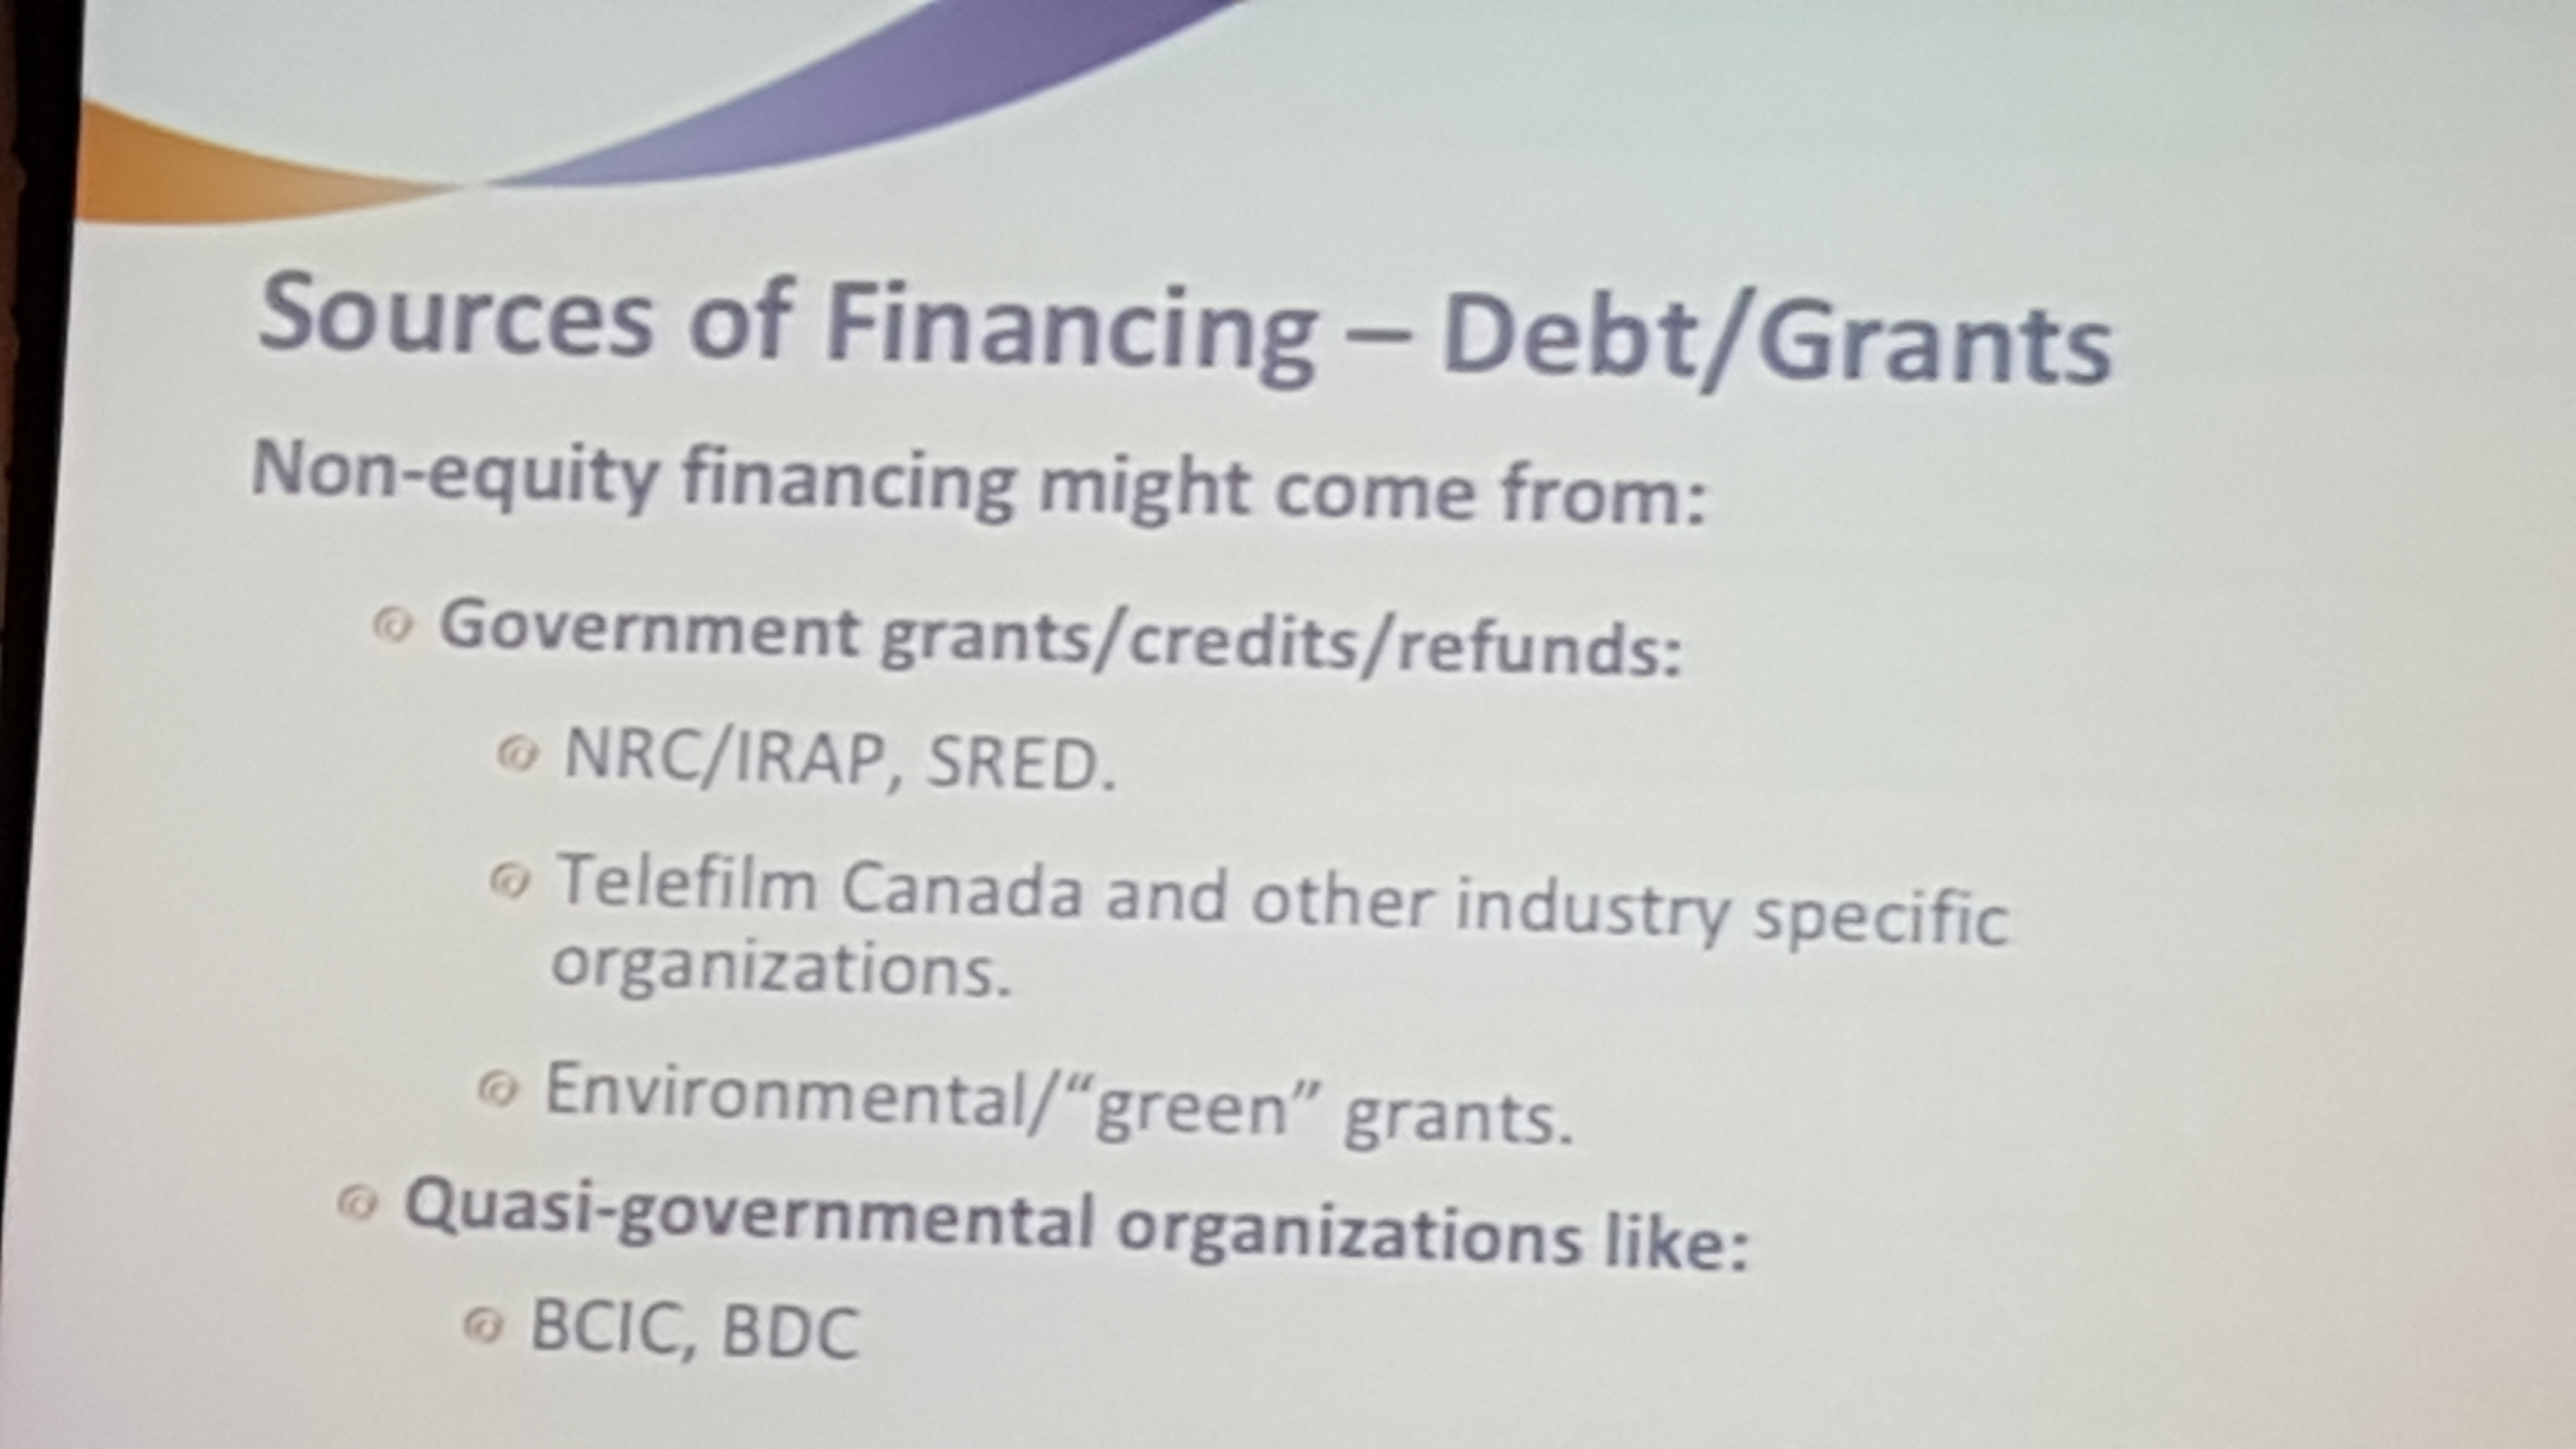 Sources of Financing – Debt/Grants
Non-equity financing might come from:
Government grants/credits/refunds:
NRC/IRAP, SRED.
Telefilm Canada and other industry specific
organizations.
Environmental/“green” grants.
Quasi-governmental organizations like:
BCIC, BDC